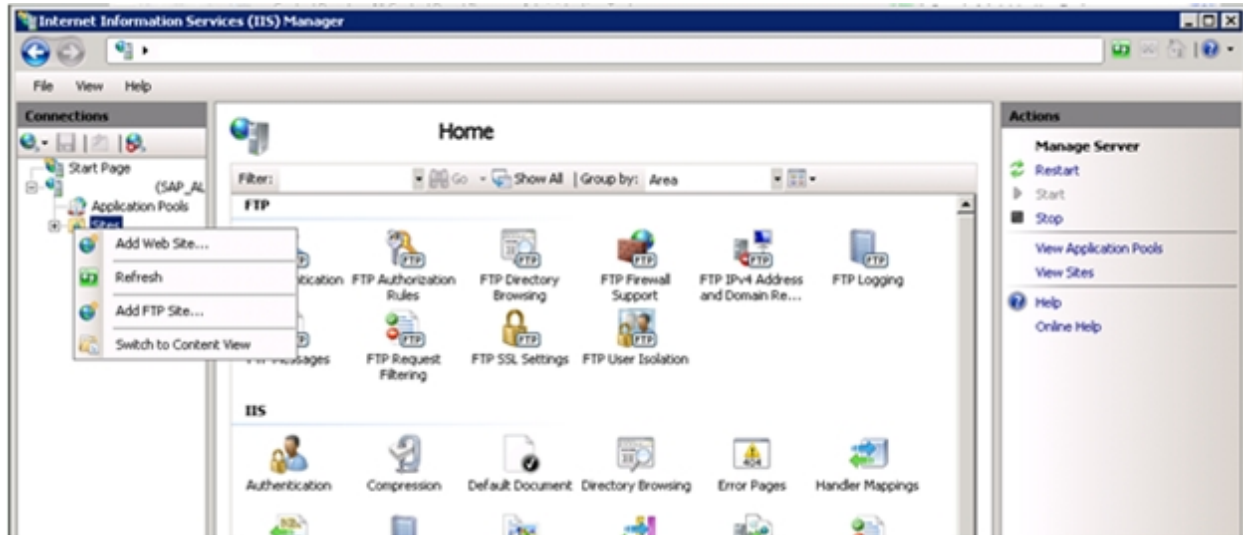 Internet Information Services (IIS) Manager
File View Help
Connections
Start Page
(SAP_AL
Application Pools
Sites
Add Web Site...
Refresh
Add FTP Site...
Switch to Content View
Home
Filter: Go Show All Group by: Area
FTP
FTP Authorization Rules
FTP Directory Browsing
FTP Firewall Support
FTP IPv4 Address and Domain Re...
FTP Logging
FTP Request Filtering
FTP SSL Settings
FTP User Isolation
IIS
Authentication
Compression
Default Document
Directory Browsing
Error Pages
Handler Mappings
Actions
Manage Server
Restart
Start
Stop
View Application Pools
View Sites
Help
Online Help